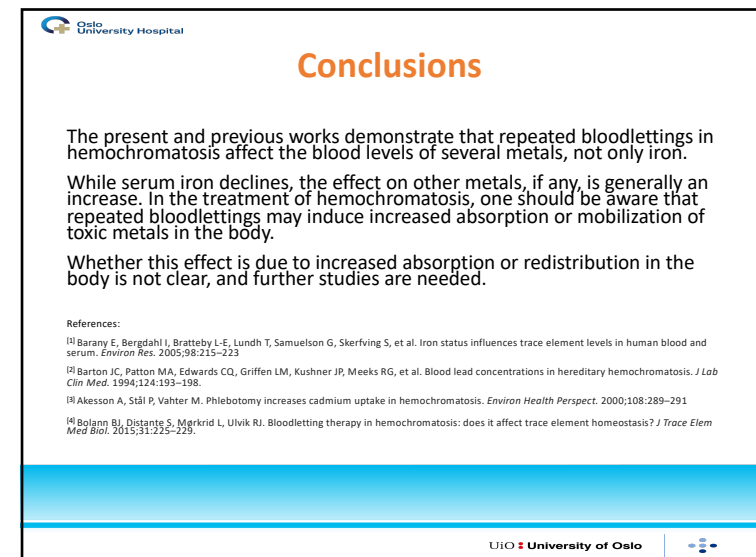 Oslo
University Hospital
Conclusions
The present and previous works demonstrate that repeated bloodlettings in
hemochromatosis affect the blood levels of several metals, not only iron.
While serum iron declines, the effect on other metals, if any, is generally an
increase. In the treatment of hemochromatosis, one should be aware that
repeated bloodlettings may induce increased absorption or mobilization of
toxic metals in the body.
Whether this effect is due to increased absorption or redistribution in the
body is not clear, and further studies are needed.
References:
[1] Barany E, Bergdahl I, Bratteby L-E, Lundh T, Samuelson G, Skerfving S, et al. Iron status influences trace element levels in human blood and
serum. Environ Res. 2005;98:215–223
[2] Barton JC, Patton MA, Edwards CQ, Griffen LM, Kushner JP, Meeks RG, et al. Blood lead concentrations in hereditary hemochromatosis. J Lab
Clin Med. 1994;124:193–198.
[3] Akesson A, Stål P, Vahter M. Phlebotomy increases cadmium uptake in hemochromatosis. Environ Health Perspect. 2000;108:289–291
[4] Bolann BJ, Distante S, Mørkrid L, Ulvik RJ. Bloodletting therapy in hemochromatosis: does it affect trace element homeostasis? J Trace Elem
Med Biol. 2015;31:225–229.
UiO University of Oslo